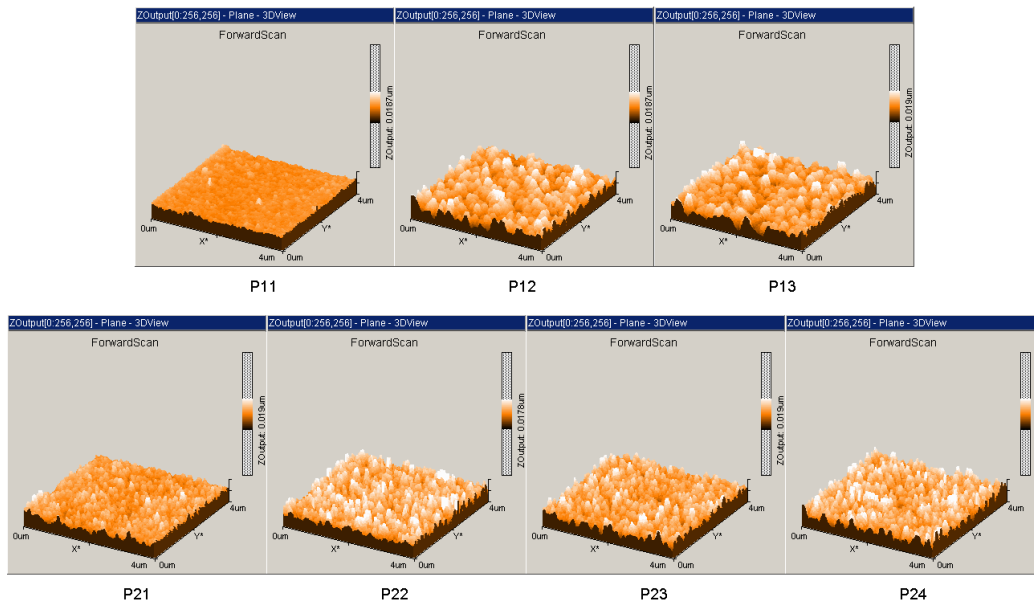 ZOutput[0:256,256] - Plane - 3DView
ForwardScan
ZOutput: 0.0187um
0um
X*
4um
0um
Y*
4um
P11
ZOutput[0:256,256] - Plane - 3DView
ForwardScan
ZOutput: 0.0187um
0um
X*
4um
0um
Y*
4um
P12
ZOutput[0:256,256] - Plane - 3DView
ForwardScan
ZOutput: 0.019um
0um
X*
4um
0um
Y*
4um
P13
ZOutput[0:256,256] - Plane - 3DView
ForwardScan
ZOutput: 0.019um
0um
X*
4um
0um
Y*
4um
P21
ZOutput[0:256,256] - Plane - 3DView
ForwardScan
ZOutput: 0.0178um
0um
X*
4um
0um
Y*
4um
P22
ZOutput[0:256,256] - Plane - 3DView
ForwardScan
ZOutput: 0.019um
0um
X*
4um
0um
Y*
4um
P23
ZOutput[0:256,256] - Plane - 3DView
ForwardScan
0um
X*
4um
0um
Y*
4um
P24